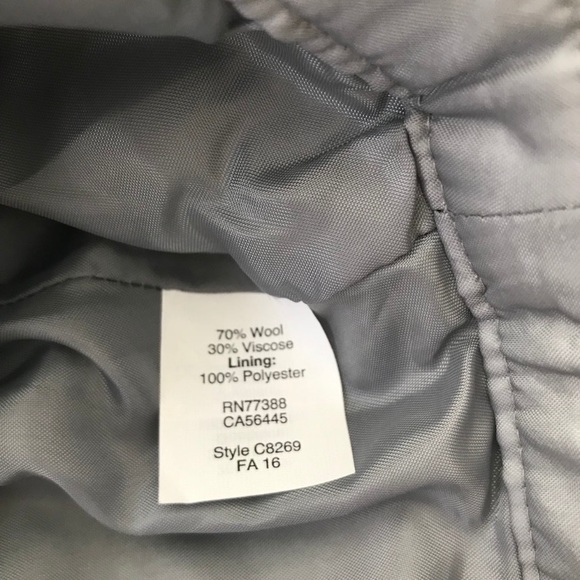 70% Wool
30% Viscose
Lining:
100% Polyester
RN77388
CA56445
Style C8269
FA 16